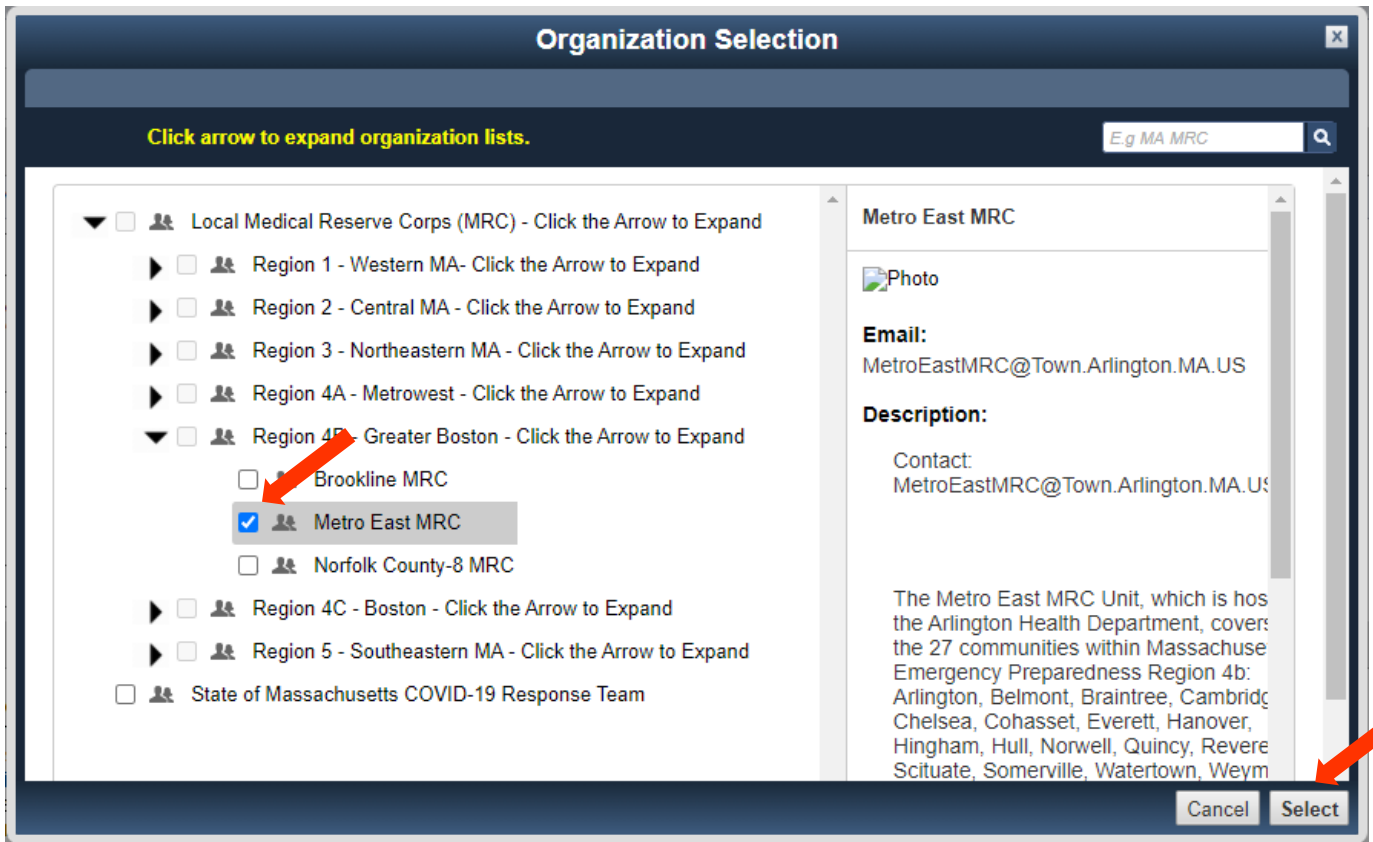 Organization Selection
x
Click arrow to expand organization lists.
E.g MA MRC
Local Medical Reserve Corps (MRC) - Click the Arrow to Expand
Region 1 - Western MA- Click the Arrow to Expand
Region 2 - Central MA - Click the Arrow to Expand
Region 3 - Northeastern MA - Click the Arrow to Expand
Region 4A - Metrowest - Click the Arrow to Expand
Region 4B - Greater Boston - Click the Arrow to Expand
Brookline MRC
Metro East MRC
Norfolk County-8 MRC
Region 4C - Boston - Click the Arrow to Expand
Region 5 - Southeastern MA - Click the Arrow to Expand
State of Massachusetts COVID-19 Response Team
Metro East MRC
Photo
Email:
MetroEastMRC@Town.Arlington.MA.US
Description:
Contact:
MetroEastMRC@Town.Arlington.MA.US
The Metro East MRC Unit, which is hos
the Arlington Health Department, covers
the 27 communities within Massachuse
Emergency Preparedness Region 4b:
Arlington, Belmont, Braintree, Cambridg
Chelsea, Cohasset, Everett, Hanover,
Hingham, Hull, Norwell, Quincy, Revere
Scituate, Somerville, Watertown, Weym
Cancel
Select